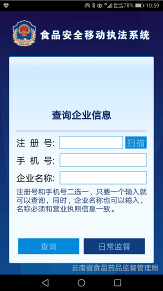 78% 10:59
食品安全移动执法系统
查询企业信息
注 册 号:
扫描
手 机 号:
企业名称:
注册号和手机号二选一，只要一个输入就
可以查询，同时，企业名称也可以输入，
名称必须和营业执照信息一致。
查询
日常监督
云南省食品药品监督管理局